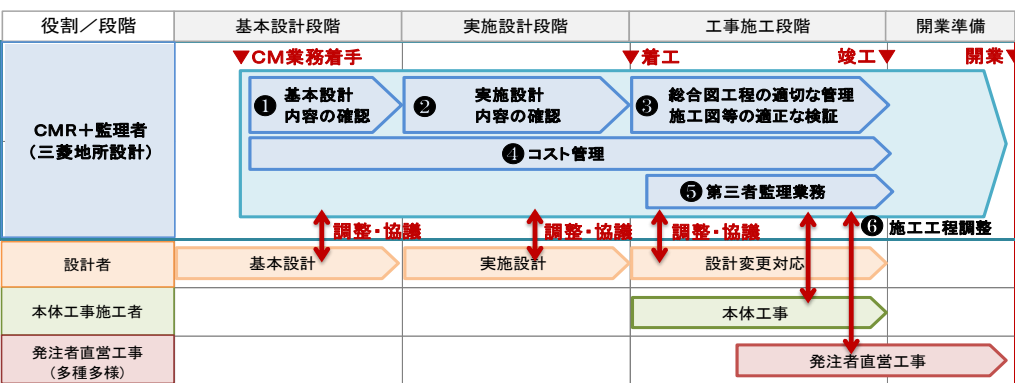 役割／段階
基本設計段階
実施設計段階
工事施工段階
開業準備
▼CM業務着手
▼着工
竣工▼
開業▼
CMR＋監理者
（三菱地所設計）
❶ 基本設計
内容の確認
❷ 実施設計
内容の確認
❸ 総合図工程の適切な管理
施工図等の適正な検証
❹コスト管理
❺第三者監理業務
調整・協議
調整・協議
調整・協議
❻施工工程調整
設計者
基本設計
実施設計
設計変更対応
本体工事施工者
本体工事
発注者直営工事
（多種多様）
発注者直営工事